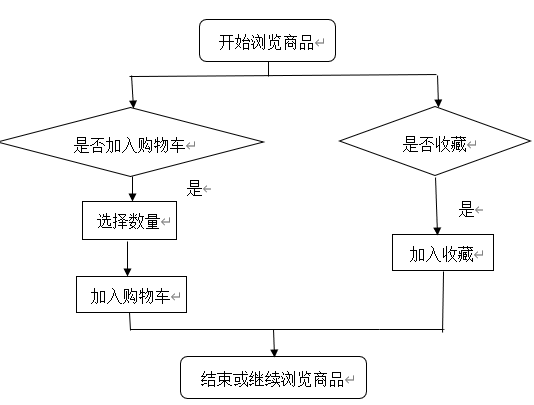 开始浏览商品
是否加入购物车
是否收藏
是
选择数量
是
加入收藏
加入购物车
结束或继续浏览商品